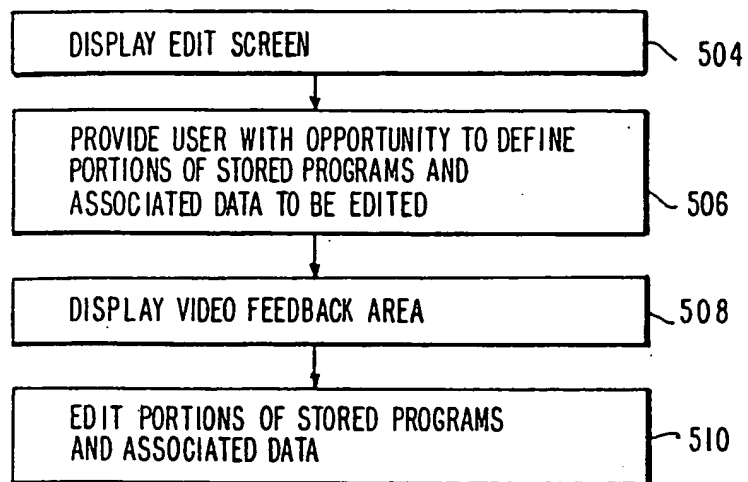 DISPLAY EDIT SCREEN
504
PROVIDE USER WITH OPPORTUNITY TO DEFINE
PORTIONS OF STORED PROGRAMS AND
ASSOCIATED DATA TO BE EDITED
506
DISPLAY VIDEO FEEDBACK AREA
508
EDIT PORTIONS OF STORED PROGRAMS
AND ASSOCIATED DATA
510